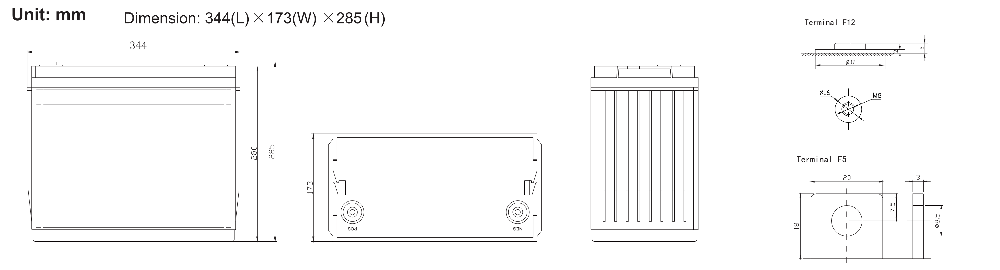 Unit: mm
Dimension: 344(L)×173(W) ×285(H)
344
280
285
173
POS
NEG
Terminal F12
5
2
ø37
ø16
M8
Terminal F5
20
3
18
7.5
ø8.5